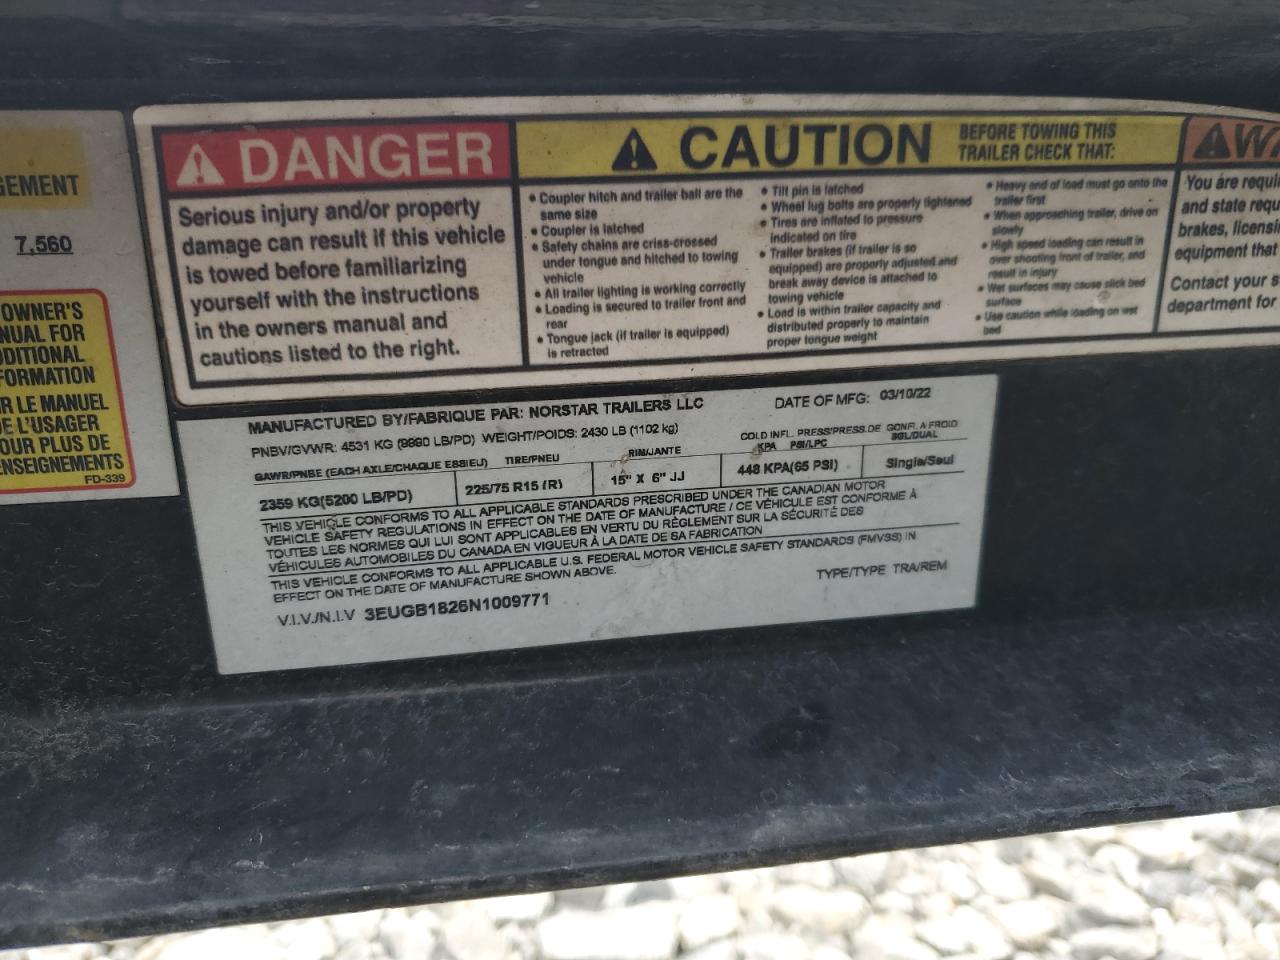 GEMENT
7,560
OWNER'S
NUAL FOR
DDITIONAL
FORMATION
R LE MANUEL
DE L'USAGER
OUR PLUS DE
ENSEIGNEMENTS
FD-339
DANGER
Serious injury and/or property
damage can result if this vehicle
is towed before familiarizing
yourself with the instructions
in the owners manual and
cautions listed to the right.
CAUTION
BEFORE TOWING THIS
TRAILER CHECK THAT:
• Coupler hitch and trailer ball are the
same size
• Coupler is latched
• Safety chains are criss-crossed
under tongue and hitched to towing
vehicle
• All trailer lighting is working correctly
• Loading is secured to trailer front and
rear
• Tongue jack (if trailer is equipped)
is retracted
• Tilt pin is latched
• Wheel lug bolts are properly tightened
• Tires are inflated to pressure
indicated on tire
• Trailer brakes (if trailer is so
equipped) are properly adjusted and
break away device is attached to
towing vehicle
• Load is within trailer capacity and
distributed properly to maintain
proper tongue weight
• Heavy end of load must go onto the
trailer first
• When approaching trailer, drive on
slowly
• High speed loading can result in
over shooting front of trailer, and
result in injury
• Wet surfaces may cause slick bed
surface
• Use caution while loading on wet
bed
WA
You are requi
and state requ
brakes, licensi
equipment that
Contact your s
department for
MANUFACTURED BY/FABRIQUE PAR: NORSTAR TRAILERS LLC
DATE OF MFG: 03/10/22
PNBV/GVWR: 4531 KG (9990 LB/PD) WEIGHT/POIDS: 2430 LB (1102 kg)
GAWR/PNBE (EACH AXLE/CHAQUE ESSIEU) TIRE/PNEU RIM/JANTE COLD INFL. PRESS/PRESS.DE GONFL. A FROID
KPA PSI/LPC SGL/DUAL
2359 KG(5200 LB/PD) 225/75 R15 (R) 15" X 6" JJ 448 KPA(65 PSI) Single/Seul
THIS VEHICLE CONFORMS TO ALL APPLICABLE STANDARDS PRESCRIBED UNDER THE CANADIAN MOTOR
VEHICLE SAFETY REGULATIONS IN EFFECT ON THE DATE OF MANUFACTURE / CE VÉHICULE EST CONFORME À
TOUTES LES NORMES QUI LUI SONT APPLICABLES EN VERTU DU RÈGLEMENT SUR LA SÉCURITÉ DES
VÉHICULES AUTOMOBILES DU CANADA EN VIGUEUR À LA DATE DE SA FABRICATION
THIS VEHICLE CONFORMS TO ALL APPLICABLE U.S. FEDERAL MOTOR VEHICLE SAFETY STANDARDS (FMVSS) IN
EFFECT ON THE DATE OF MANUFACTURE SHOWN ABOVE.
TYPE/TYPE TRA/REM
V.I.V./N.I.V 3EUGB1826N1009771